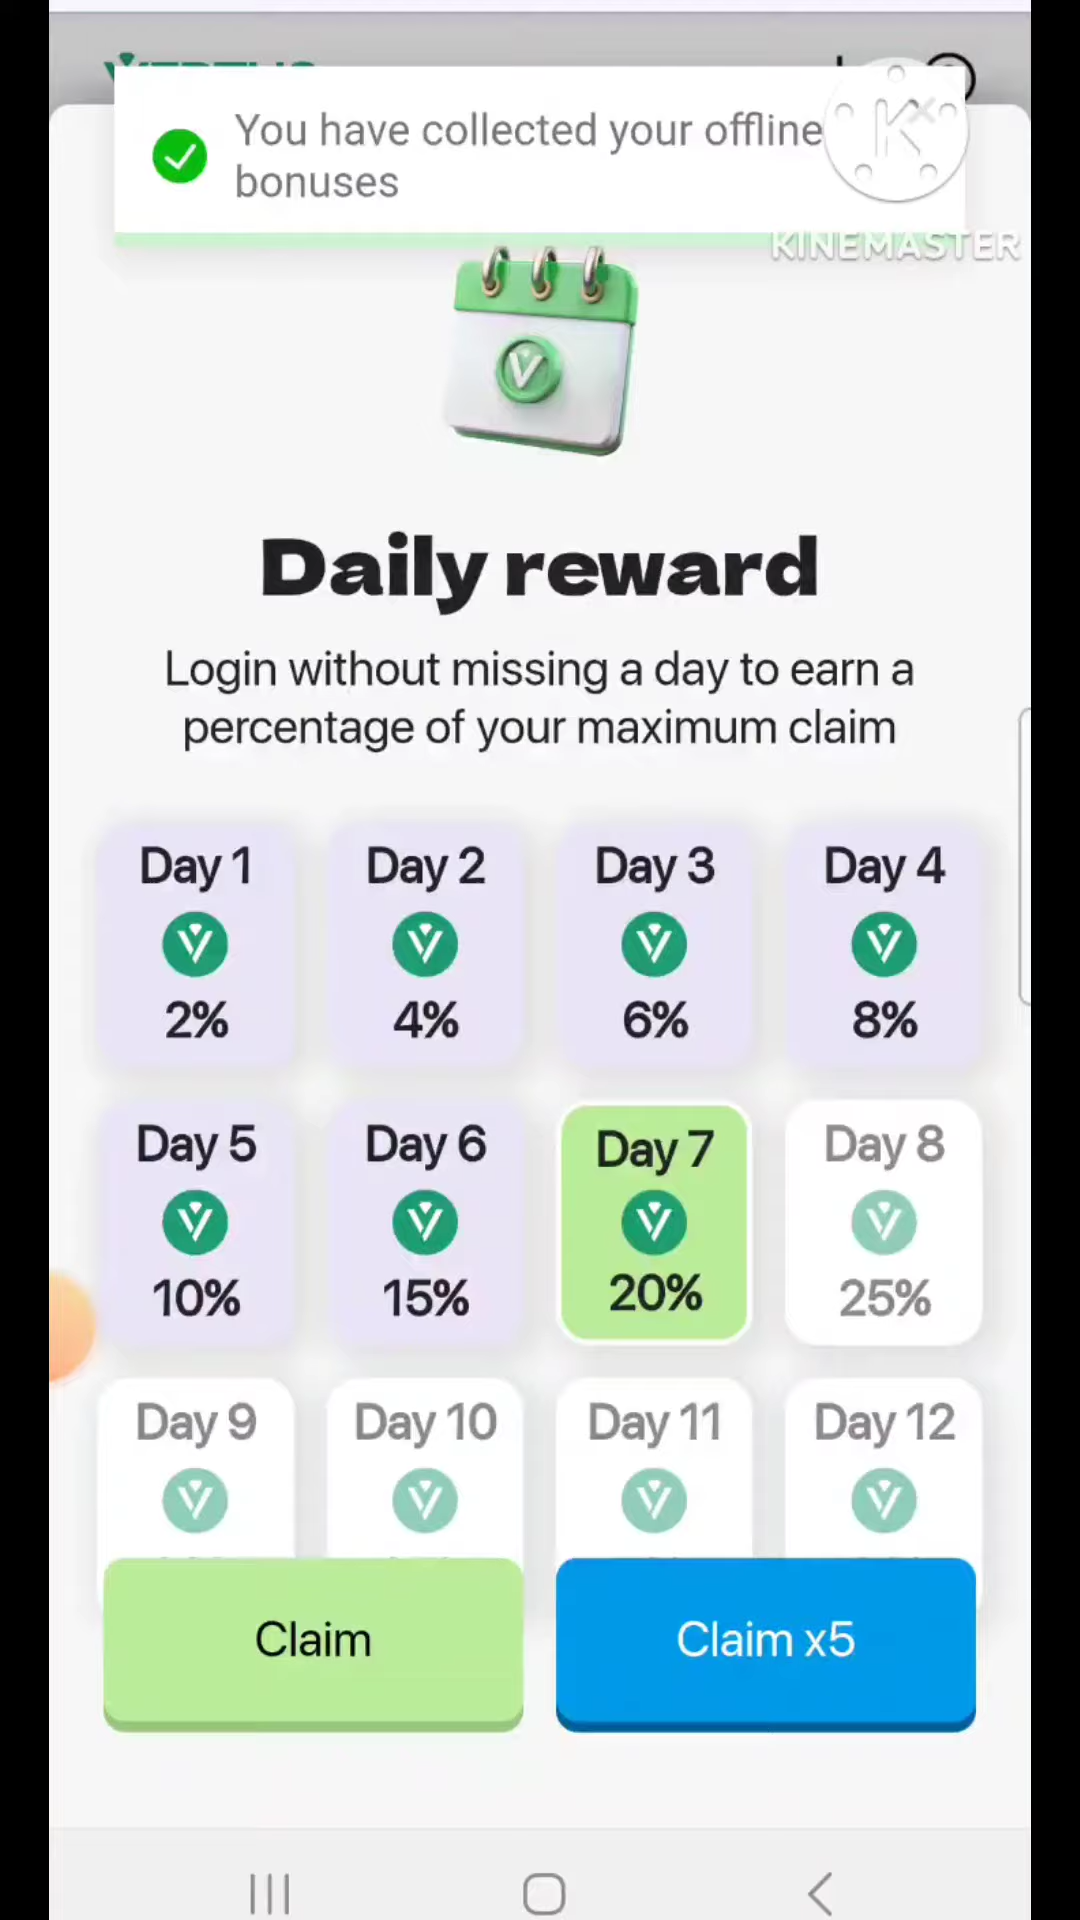 You have collected your offline
bonuses
KINEMASTER
Daily reward
Login without missing a day to earn a
percentage of your maximum claim
Day 1 Day 2 Day 3 Day 4
2% 4% 6% 8%
Day 5 Day 6 Day 7 Day 8
10% 15% 20% 25%
Day 9 Day 10 Day 11 Day 12
Claim Claim x5